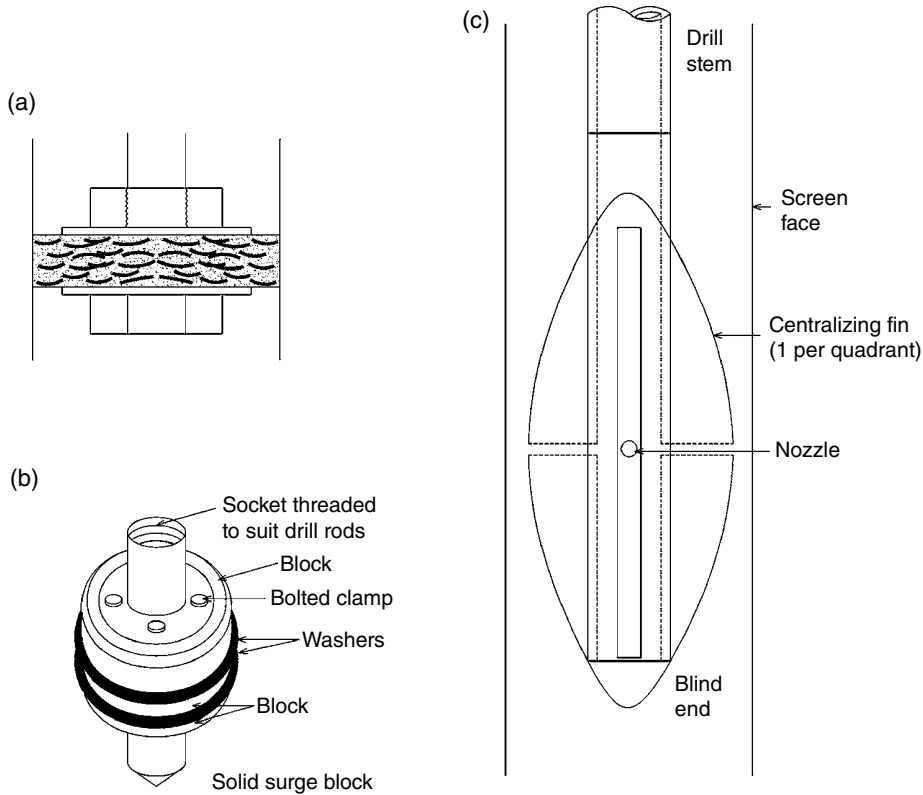 (a)
(b)
Socket threaded
to suit drill rods
Block
Bolted clamp
Washers
Block
Solid surge block
(c)
Drill
stem
Screen
face
Centralizing fin
(1 per quadrant)
Nozzle
Blind
end